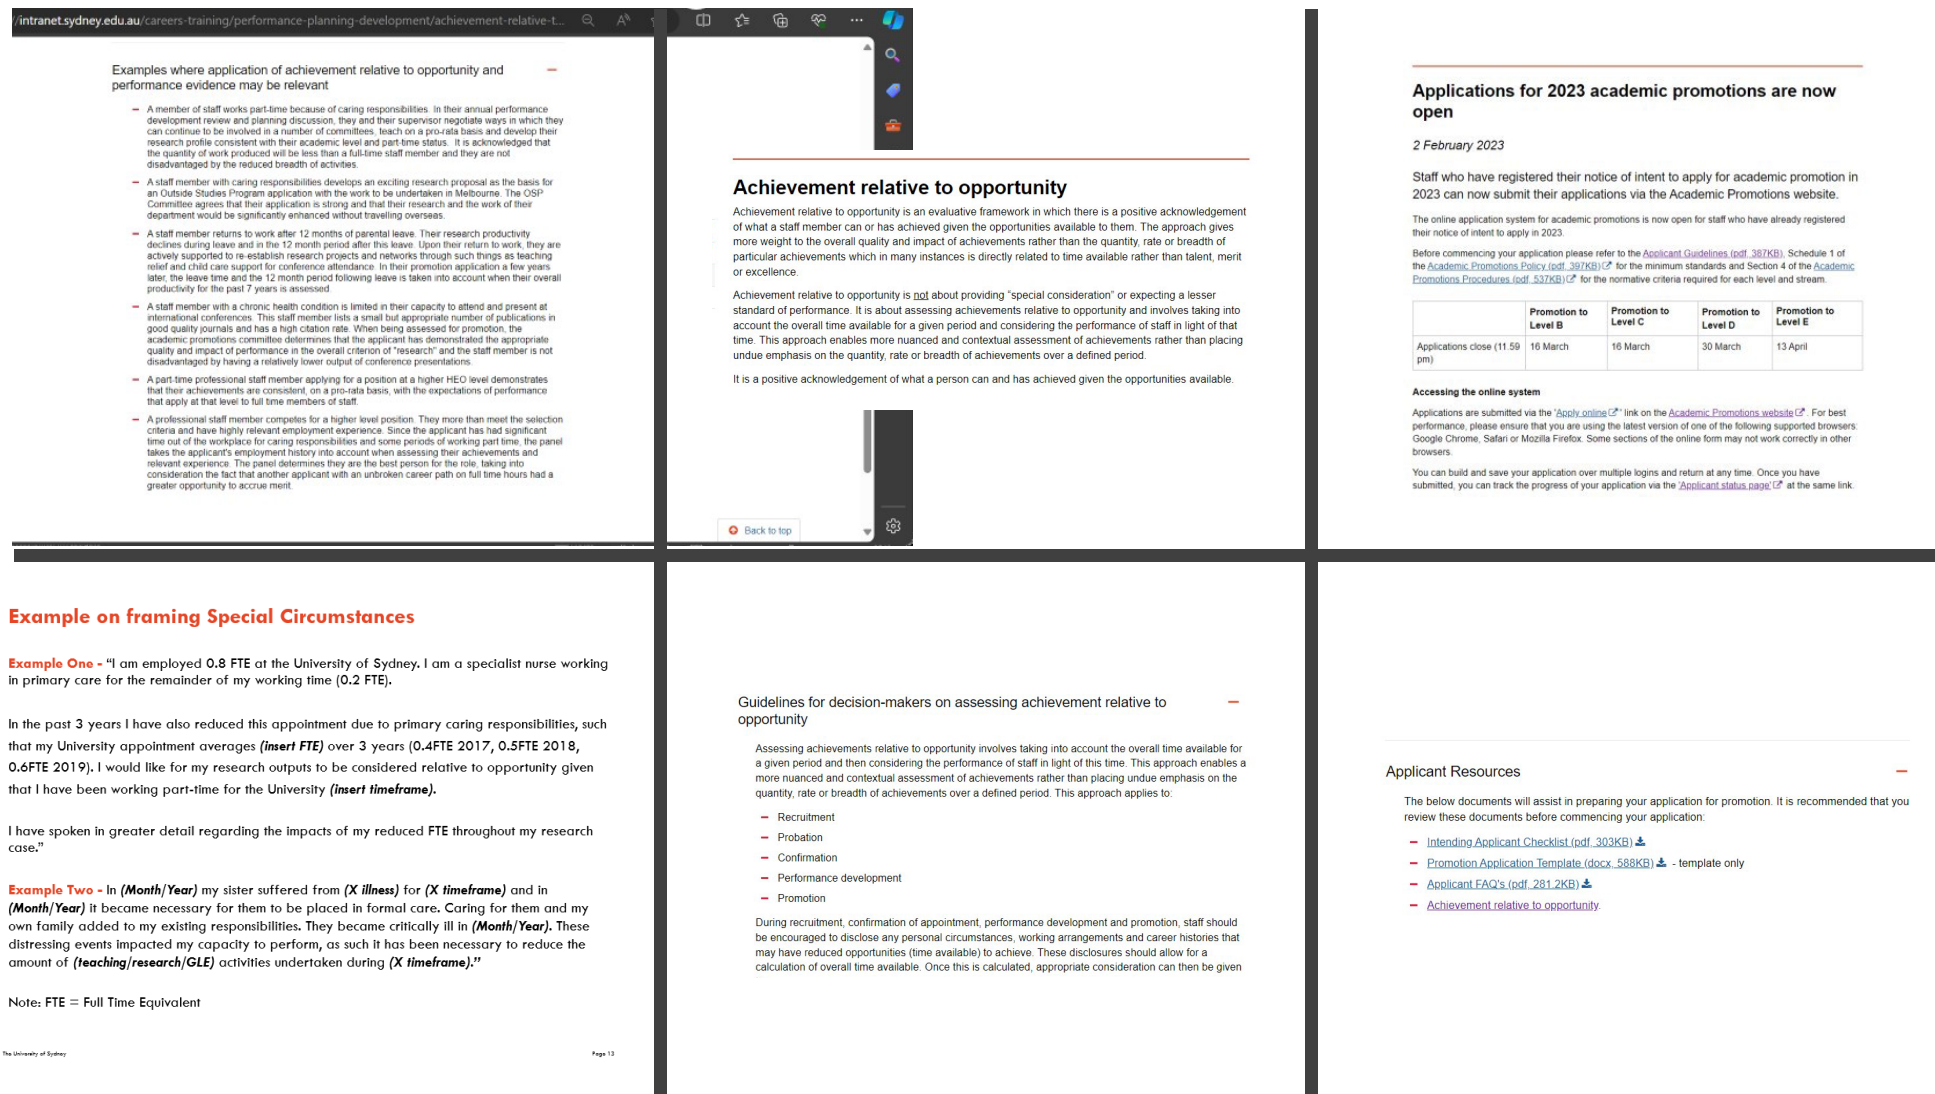 /intranet.sydney.edu.au/careers-training/performance-planning-development/achievement-relative-t...
Examples where application of achievement relative to opportunity and
performance evidence may be relevant
A member of staff works part-time because of caring responsibilities. In their annual performance
development review and planning discussion, they and their supervisor negotiate ways in which they
can continue to be involved in a number of committees, teach on a pro-rata basis and develop their
research profile consistent with their academic level and part-time status. It is acknowledged that
the quantity of work produced will be less than a full-time staff member and they are not
disadvantaged by the reduced breadth of activities.
A staff member with caring responsibilities develops an exciting research proposal as the basis for
an Outside Studies Program application with the work to be undertaken in Melbourne. The OSP
Committee agrees that their application is strong and that their research and the work of their
department would be significantly enhanced without travelling overseas.
A staff member returns to work after 12 months of parental leave. Their research productivity
declines during leave and in the 12 month period after this leave. Upon their return to work, they are
actively supported to re-establish research projects and networks through such things as teaching
relief and child care support for conference attendance. In their promotion application a few years
later, the leave time and the 12 month period following leave is taken into account when their overall
productivity for the past 7 years is assessed.
A staff member with a chronic health condition is limited in their capacity to attend and present at
international conferences. This staff member lists a small but appropriate number of publications in
good quality journals and has a high citation rate. When being assessed for promotion, the
academic promotions committee determines that the applicant has demonstrated the appropriate
quality and impact of performance in the overall criterion of "research" and the staff member is not
disadvantaged by having a relatively lower output of conference presentations.
A part-time professional staff member applying for a position at a higher HEO level demonstrates
that their achievements are consistent, on a pro-rata basis, with the expectations of performance
that apply at that level to full time members of staff.
A professional staff member competes for a higher level position. They more than meet the selection
criteria and have highly relevant employment experience. Since the applicant has had significant
time out of the workplace for caring responsibilities and some periods of working part time, the panel
takes the applicant's employment history into account when assessing their achievements and
relevant experience. The panel determines they are the best person for the role, taking into
consideration the fact that another applicant with an unbroken career path on full time hours had a
greater opportunity to accrue merit.
Achievement relative to opportunity
Achievement relative to opportunity is an evaluative framework in which there is a positive acknowledgement
of what a staff member can or has achieved given the opportunities available to them. The approach gives
more weight to the overall quality and impact of achievements rather than the quantity, rate or breadth of
particular achievements which in many instances is directly related to time available rather than talent, merit
or excellence.
Achievement relative to opportunity is not about providing "special consideration" or expecting a lesser
standard of performance. It is about assessing achievements relative to opportunity and involves taking into
account the overall time available for a given period and considering the performance of staff in light of that
time. This approach enables more nuanced and contextual assessment of achievements rather than placing
undue emphasis on the quantity, rate or breadth of achievements over a defined period.
It is a positive acknowledgement of what a person can and has achieved given the opportunities available.
Back to top
Applications for 2023 academic promotions are now
open
2 February 2023
Staff who have registered their notice of intent to apply for academic promotion in
2023 can now submit their applications via the Academic Promotions website.
The online application system for academic promotions is now open for staff who have already registered
their notice of intent to apply in 2023.
Before commencing your application please refer to the Applicant Guidelines (pdf, 387KB), Schedule 1 of
the Academic Promotions Policy (pdf, 397KB) for the minimum standards and Section 4 of the Academic
Promotions Procedures (pdf, 537KB) for the normative criteria required for each level and stream.
Promotion to Level B Promotion to Level C Promotion to Level D Promotion to Level E
Applications close (11.59 pm) 16 March 16 March 30 March 13 April
Accessing the online system
Applications are submitted via the 'Apply online' link on the Academic Promotions website. For best
performance, please ensure that you are using the latest version of one of the following supported browsers:
Google Chrome, Safari or Mozilla Firefox. Some sections of the online form may not work correctly in other
browsers.
You can build and save your application over multiple logins and return at any time. Once you have
submitted, you can track the progress of your application via the 'Applicant status page' at the same link.
Example on framing Special Circumstances
Example One - "I am employed 0.8 FTE at the University of Sydney. I am a specialist nurse working
in primary care for the remainder of my working time (0.2 FTE).
In the past 3 years I have also reduced this appointment due to primary caring responsibilities, such
that my University appointment averages (insert FTE) over 3 years (0.4FTE 2017, 0.5FTE 2018,
0.6FTE 2019). I would like for my research outputs to be considered relative to opportunity given
that I have been working part-time for the University (insert timeframe).
I have spoken in greater detail regarding the impacts of my reduced FTE throughout my research
case."
Example Two - In (Month/Year) my sister suffered from (X illness) for (X timeframe) and in
(Month/Year) it became necessary for them to be placed in formal care. Caring for them and my
own family added to my existing responsibilities. They became critically ill in (Month/Year). These
distressing events impacted my capacity to perform, as such it has been necessary to reduce the
amount of (teaching/research/GLE) activities undertaken during (X timeframe)."
Note: FTE = Full Time Equivalent
The University of Sydney
Page 13
Guidelines for decision-makers on assessing achievement relative to
opportunity
Assessing achievements relative to opportunity involves taking into account the overall time available for
a given period and then considering the performance of staff in light of this time. This approach enables a
more nuanced and contextual assessment of achievements rather than placing undue emphasis on the
quantity, rate or breadth of achievements over a defined period. This approach applies to:
Recruitment
Probation
Confirmation
Performance development
Promotion
During recruitment, confirmation of appointment, performance development and promotion, staff should
be encouraged to disclose any personal circumstances, working arrangements and career histories that
may have reduced opportunities (time available) to achieve. These disclosures should allow for a
calculation of overall time available. Once this is calculated, appropriate consideration can then be given
Applicant Resources
The below documents will assist in preparing your application for promotion. It is recommended that you
review these documents before commencing your application:
Intending Applicant Checklist (pdf, 303KB)
Promotion Application Template (docx, 588KB) - template only
Applicant FAQ's (pdf, 281.2KB)
Achievement relative to opportunity.